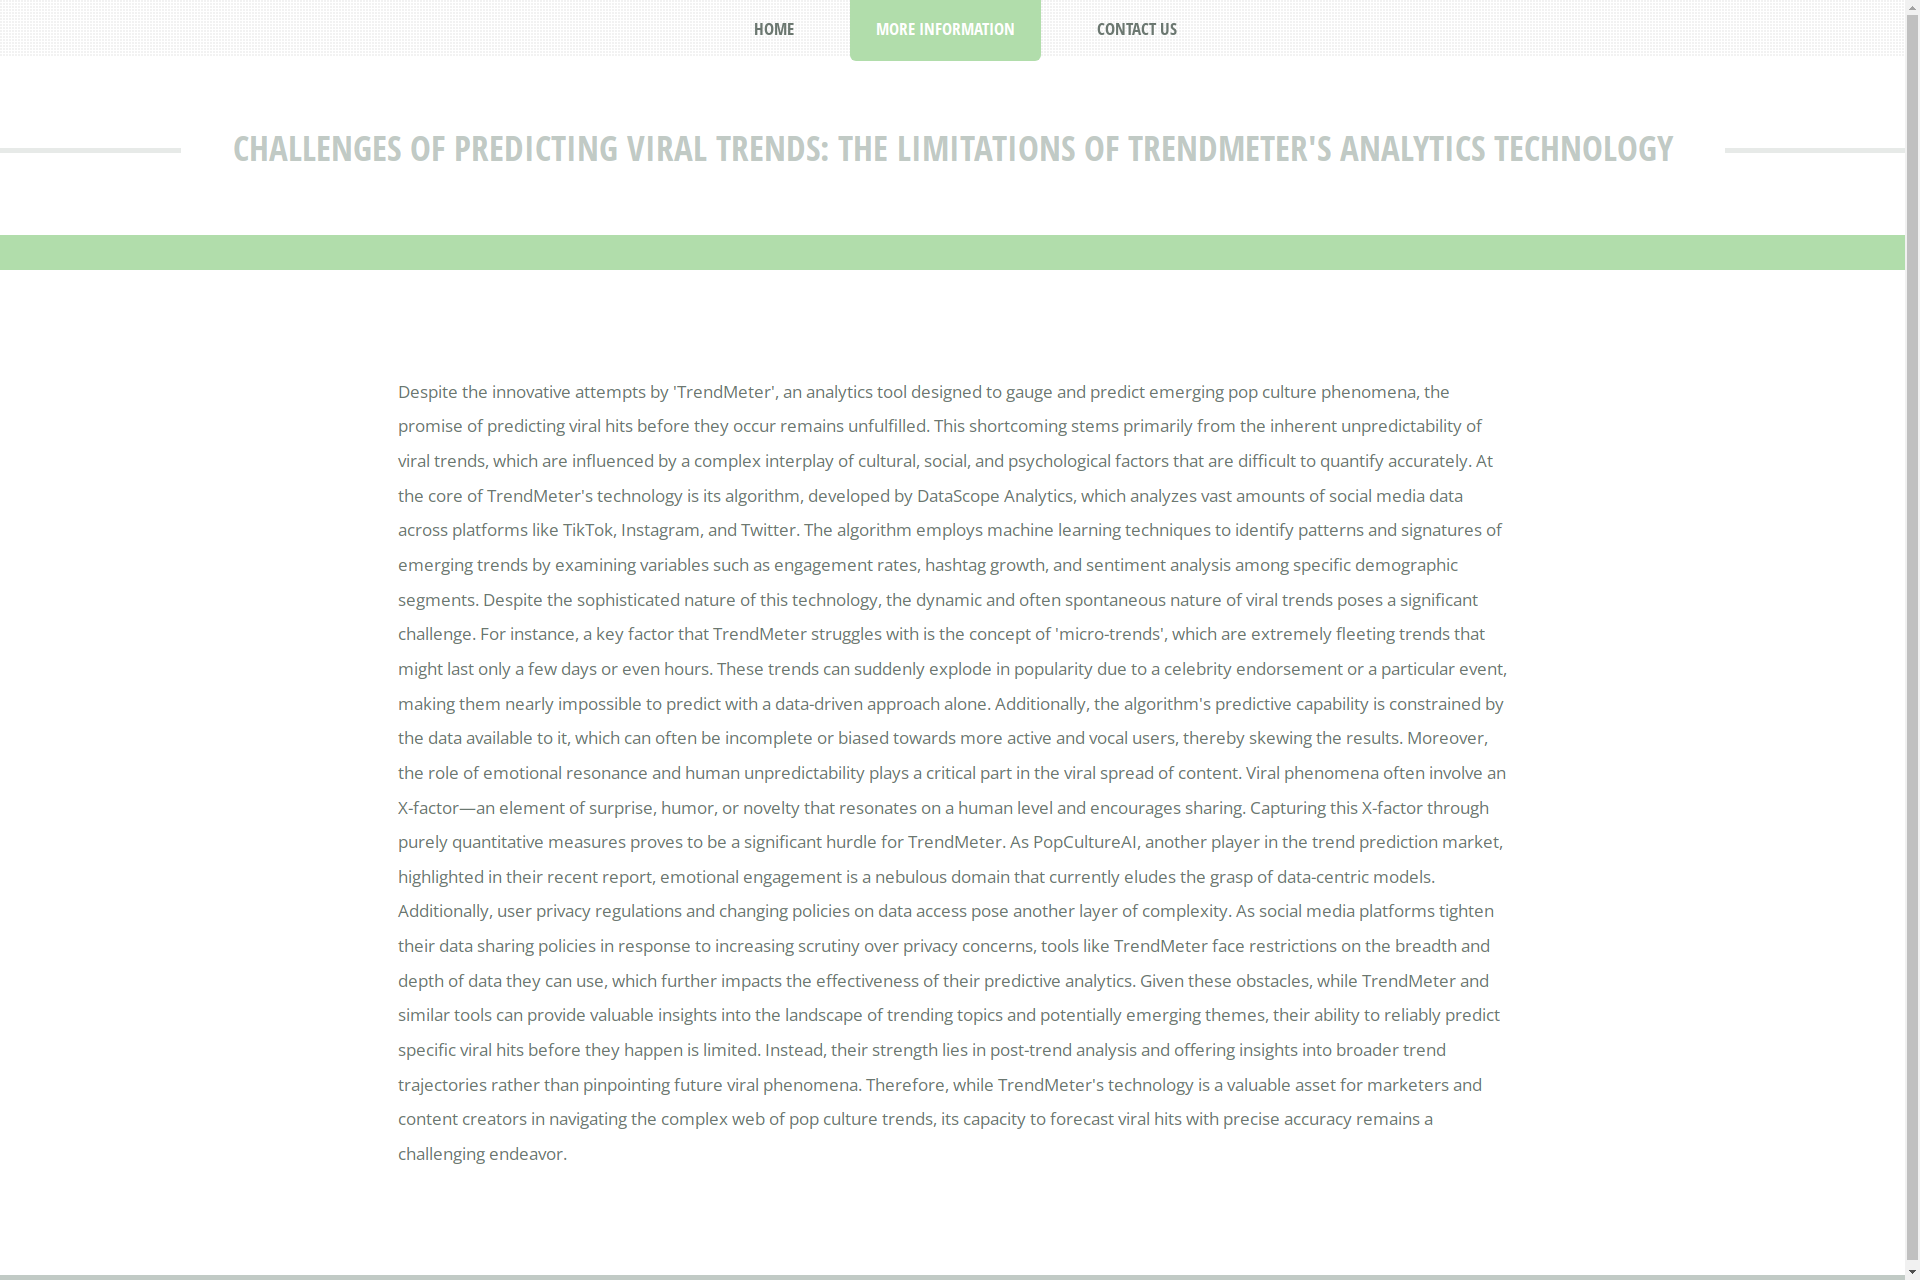 HOME
MORE INFORMATION
CONTACT US
CHALLENGES OF PREDICTING VIRAL TRENDS: THE LIMITATIONS OF TRENDMETER'S ANALYTICS TECHNOLOGY
Despite the innovative attempts by 'TrendMeter', an analytics tool designed to gauge and predict emerging pop culture phenomena, the
promise of predicting viral hits before they occur remains unfulfilled. This shortcoming stems primarily from the inherent unpredictability of
viral trends, which are influenced by a complex interplay of cultural, social, and psychological factors that are difficult to quantify accurately. At
the core of TrendMeter's technology is its algorithm, developed by DataScope Analytics, which analyzes vast amounts of social media data
across platforms like TikTok, Instagram, and Twitter. The algorithm employs machine learning techniques to identify patterns and signatures of
emerging trends by examining variables such as engagement rates, hashtag growth, and sentiment analysis among specific demographic
segments. Despite the sophisticated nature of this technology, the dynamic and often spontaneous nature of viral trends poses a significant
challenge. For instance, a key factor that TrendMeter struggles with is the concept of 'micro-trends', which are extremely fleeting trends that
might last only a few days or even hours. These trends can suddenly explode in popularity due to a celebrity endorsement or a particular event,
making them nearly impossible to predict with a data-driven approach alone. Additionally, the algorithm's predictive capability is constrained by
the data available to it, which can often be incomplete or biased towards more active and vocal users, thereby skewing the results. Moreover,
the role of emotional resonance and human unpredictability plays a critical part in the viral spread of content. Viral phenomena often involve an
X-factor—an element of surprise, humor, or novelty that resonates on a human level and encourages sharing. Capturing this X-factor through
purely quantitative measures proves to be a significant hurdle for TrendMeter. As PopCultureAI, another player in the trend prediction market,
highlighted in their recent report, emotional engagement is a nebulous domain that currently eludes the grasp of data-centric models.
Additionally, user privacy regulations and changing policies on data access pose another layer of complexity. As social media platforms tighten
their data sharing policies in response to increasing scrutiny over privacy concerns, tools like TrendMeter face restrictions on the breadth and
depth of data they can use, which further impacts the effectiveness of their predictive analytics. Given these obstacles, while TrendMeter and
similar tools can provide valuable insights into the landscape of trending topics and potentially emerging themes, their ability to reliably predict
specific viral hits before they happen is limited. Instead, their strength lies in post-trend analysis and offering insights into broader trend
trajectories rather than pinpointing future viral phenomena. Therefore, while TrendMeter's technology is a valuable asset for marketers and
content creators in navigating the complex web of pop culture trends, its capacity to forecast viral hits with precise accuracy remains a
challenging endeavor.